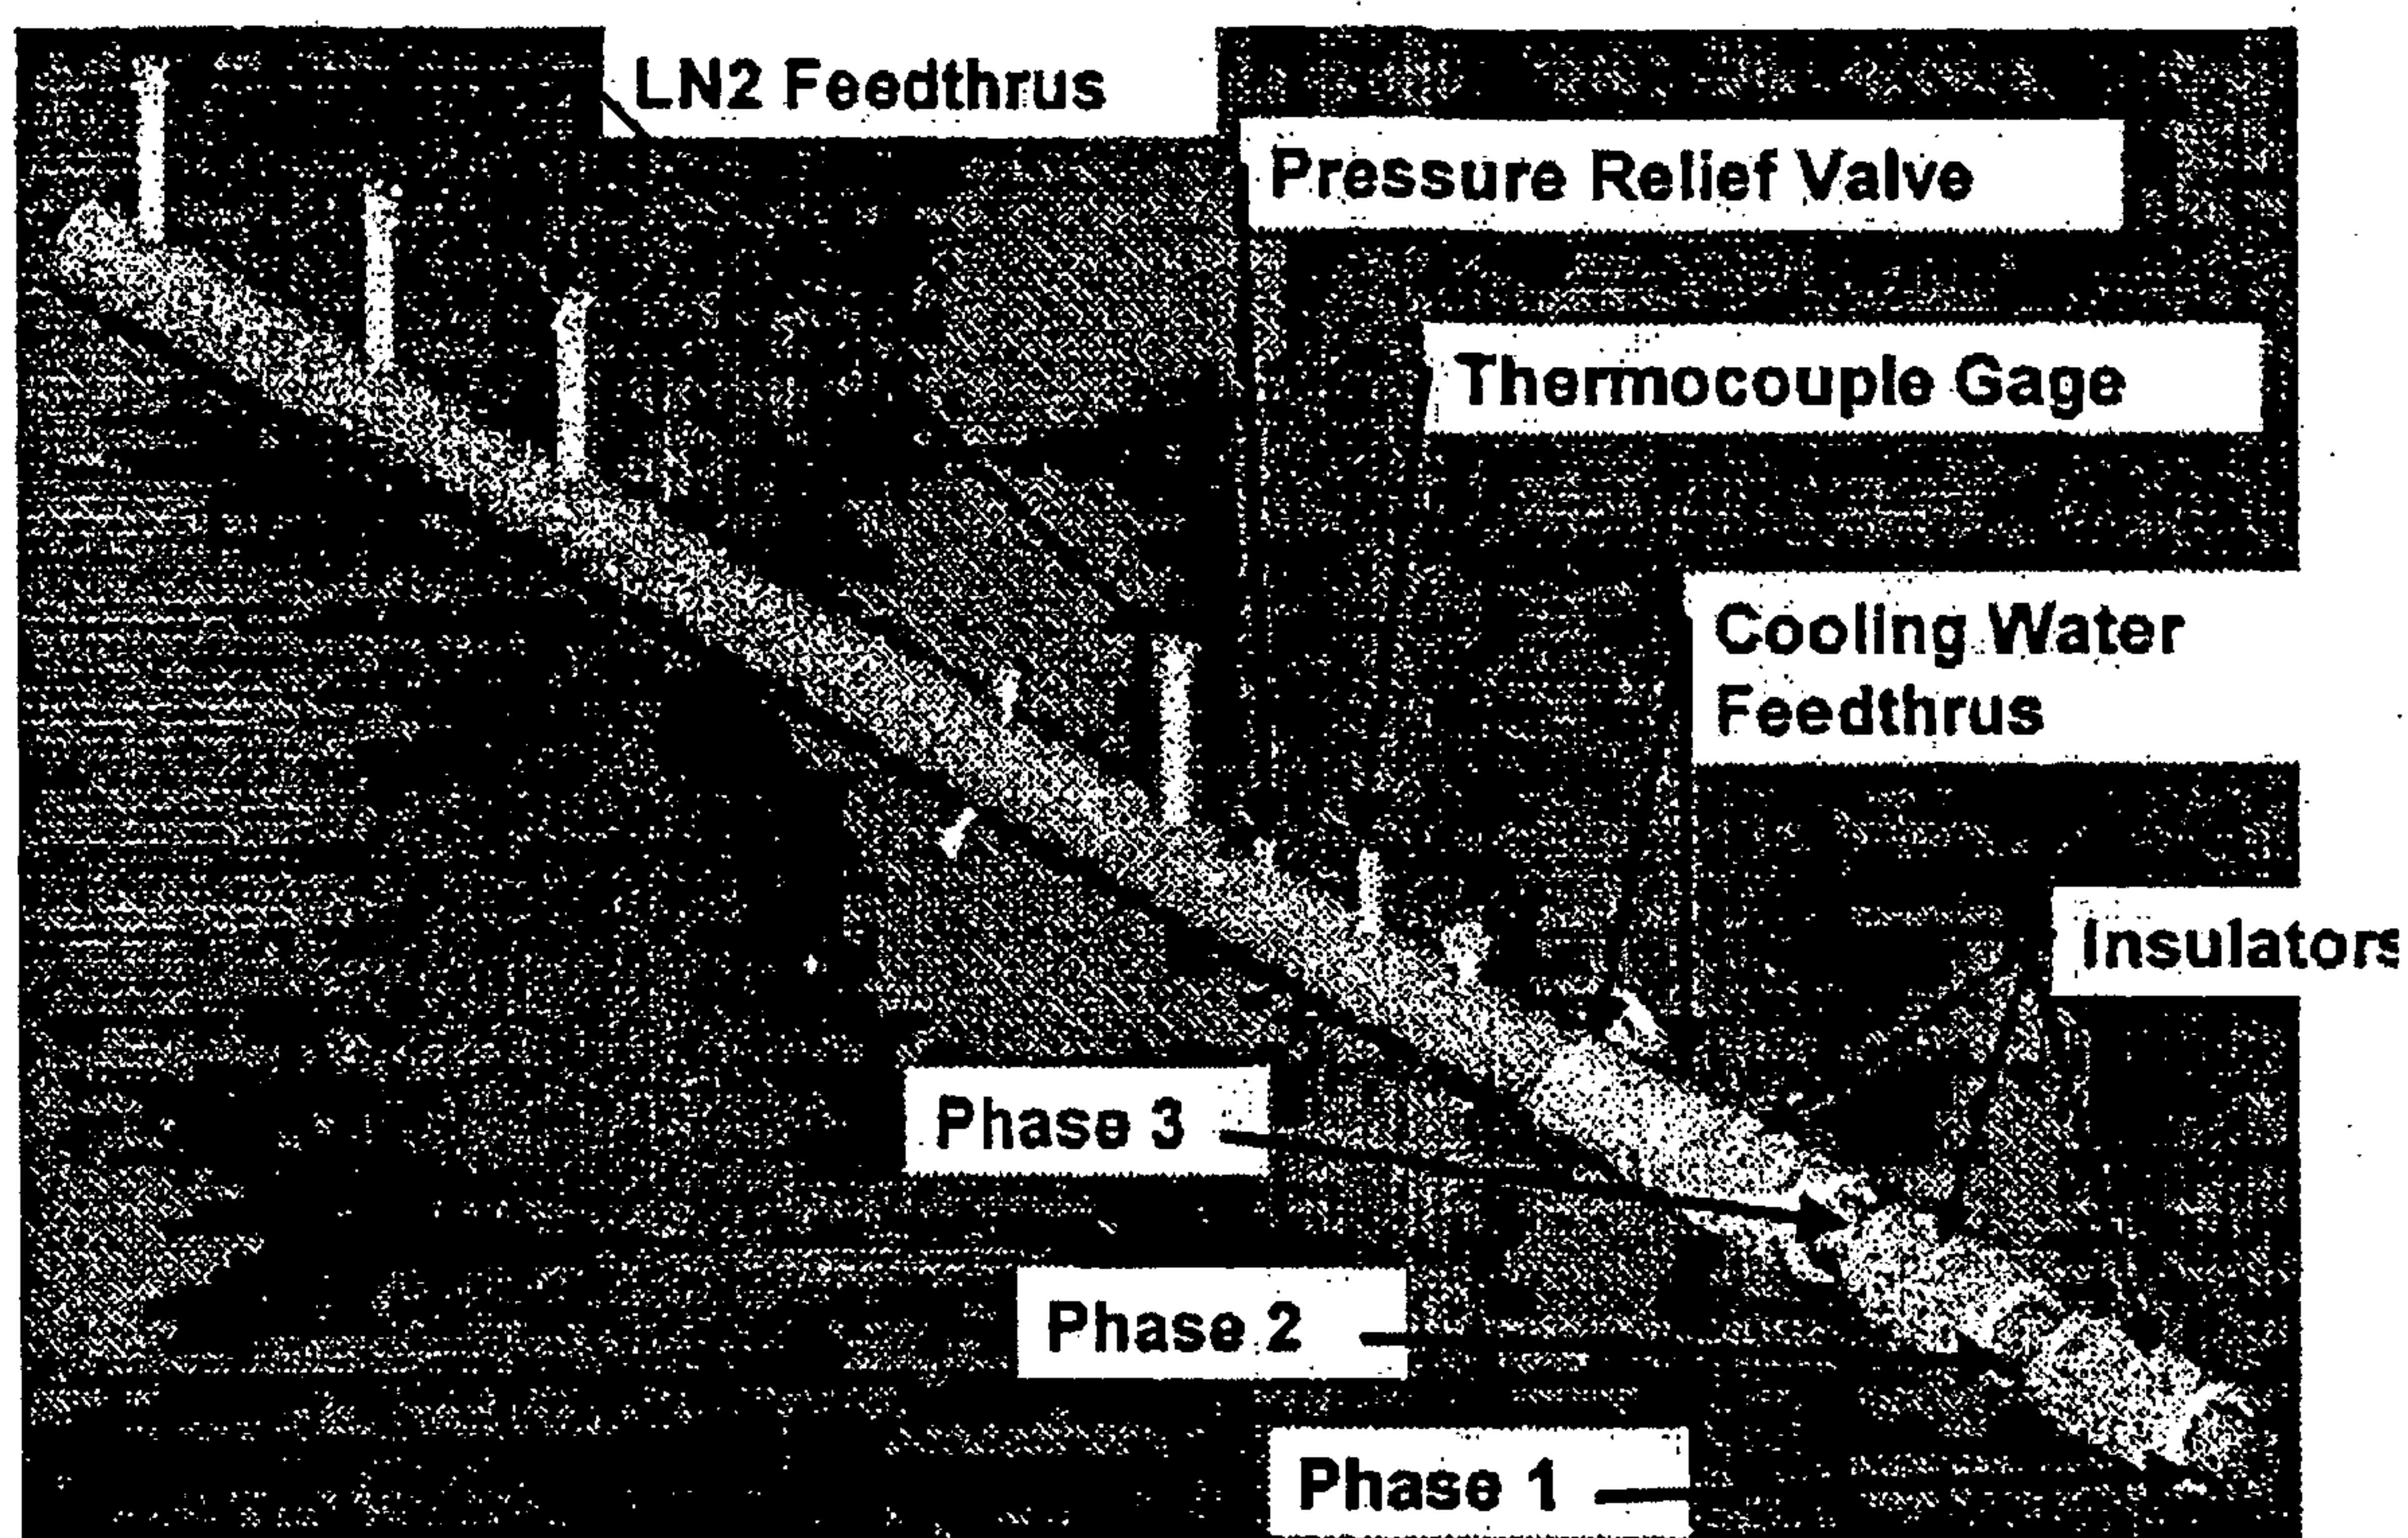 LN2 Feedthrus
Pressure Relief Valve
Thermocouple Gage
Cooling Water
Feedthrus
Insulators
Phase 3
Phase 2
Phase 1